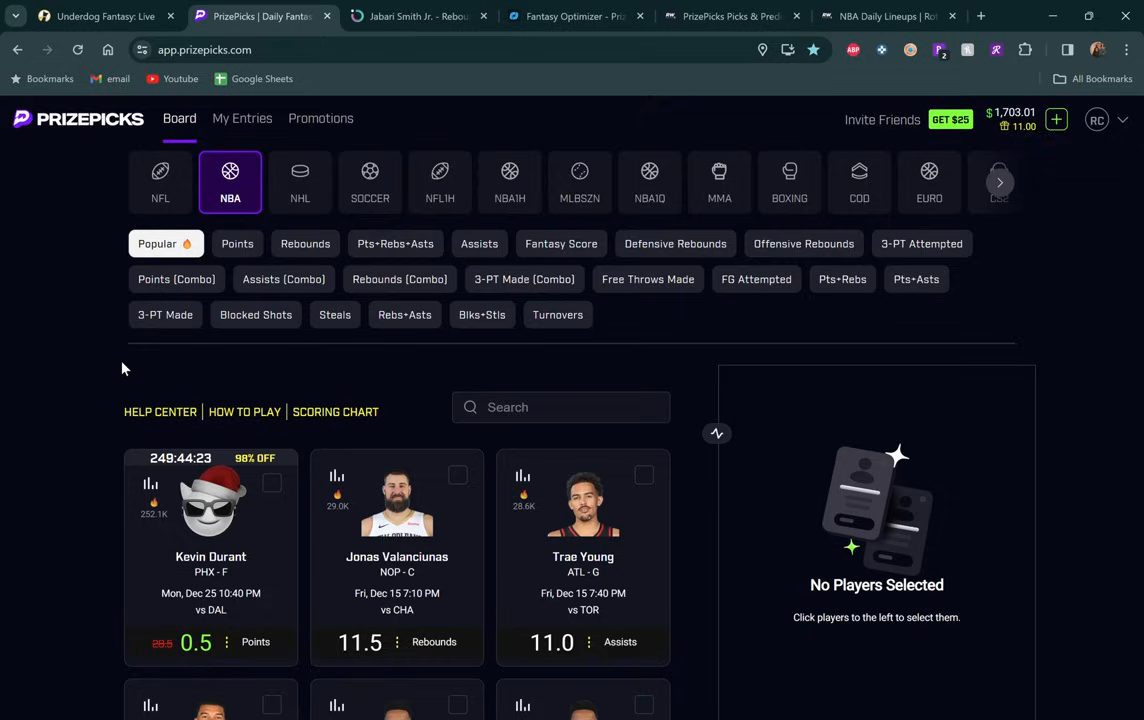 Underdog Fantasy: Live
PrizePicks | Daily Fantas
Jabari Smith Jr. - Rebou
Fantasy Optimizer - Priz
PrizePicks Picks & Predi
NBA Daily Lineups | Rot
app.prizepicks.com
ABP
2
Bookmarks
email
Youtube
Google Sheets
All Bookmarks
PRIZEPICKS
Board
My Entries
Promotions
Invite Friends
GET $25
$ 1,703.01
11.00
RC
NFL
NBA
NHL
SOCCER
NFL1H
NBA1H
MLBSZN
NBA1Q
MMA
BOXING
COD
EURO
CS2
Popular
Points
Rebounds
Pts+Rebs+Asts
Assists
Fantasy Score
Defensive Rebounds
Offensive Rebounds
3-PT Attempted
Points (Combo)
Assists (Combo)
Rebounds (Combo)
3-PT Made (Combo)
Free Throws Made
FG Attempted
Pts+Rebs
Pts+Asts
3-PT Made
Blocked Shots
Steals
Rebs+Asts
Blks+Stls
Turnovers
HELP CENTER | HOW TO PLAY | SCORING CHART
Search
249:44:23 98% OFF
252.1K
Kevin Durant
PHX - F
Mon, Dec 25 10:40 PM
vs DAL
28.5 0.5 Points
29.0K
Jonas Valanciunas
NOP - C
Fri, Dec 15 7:10 PM
vs CHA
11.5 Rebounds
28.6K
Trae Young
ATL - G
Fri, Dec 15 7:40 PM
vs TOR
11.0 Assists
No Players Selected
Click players to the left to select them.